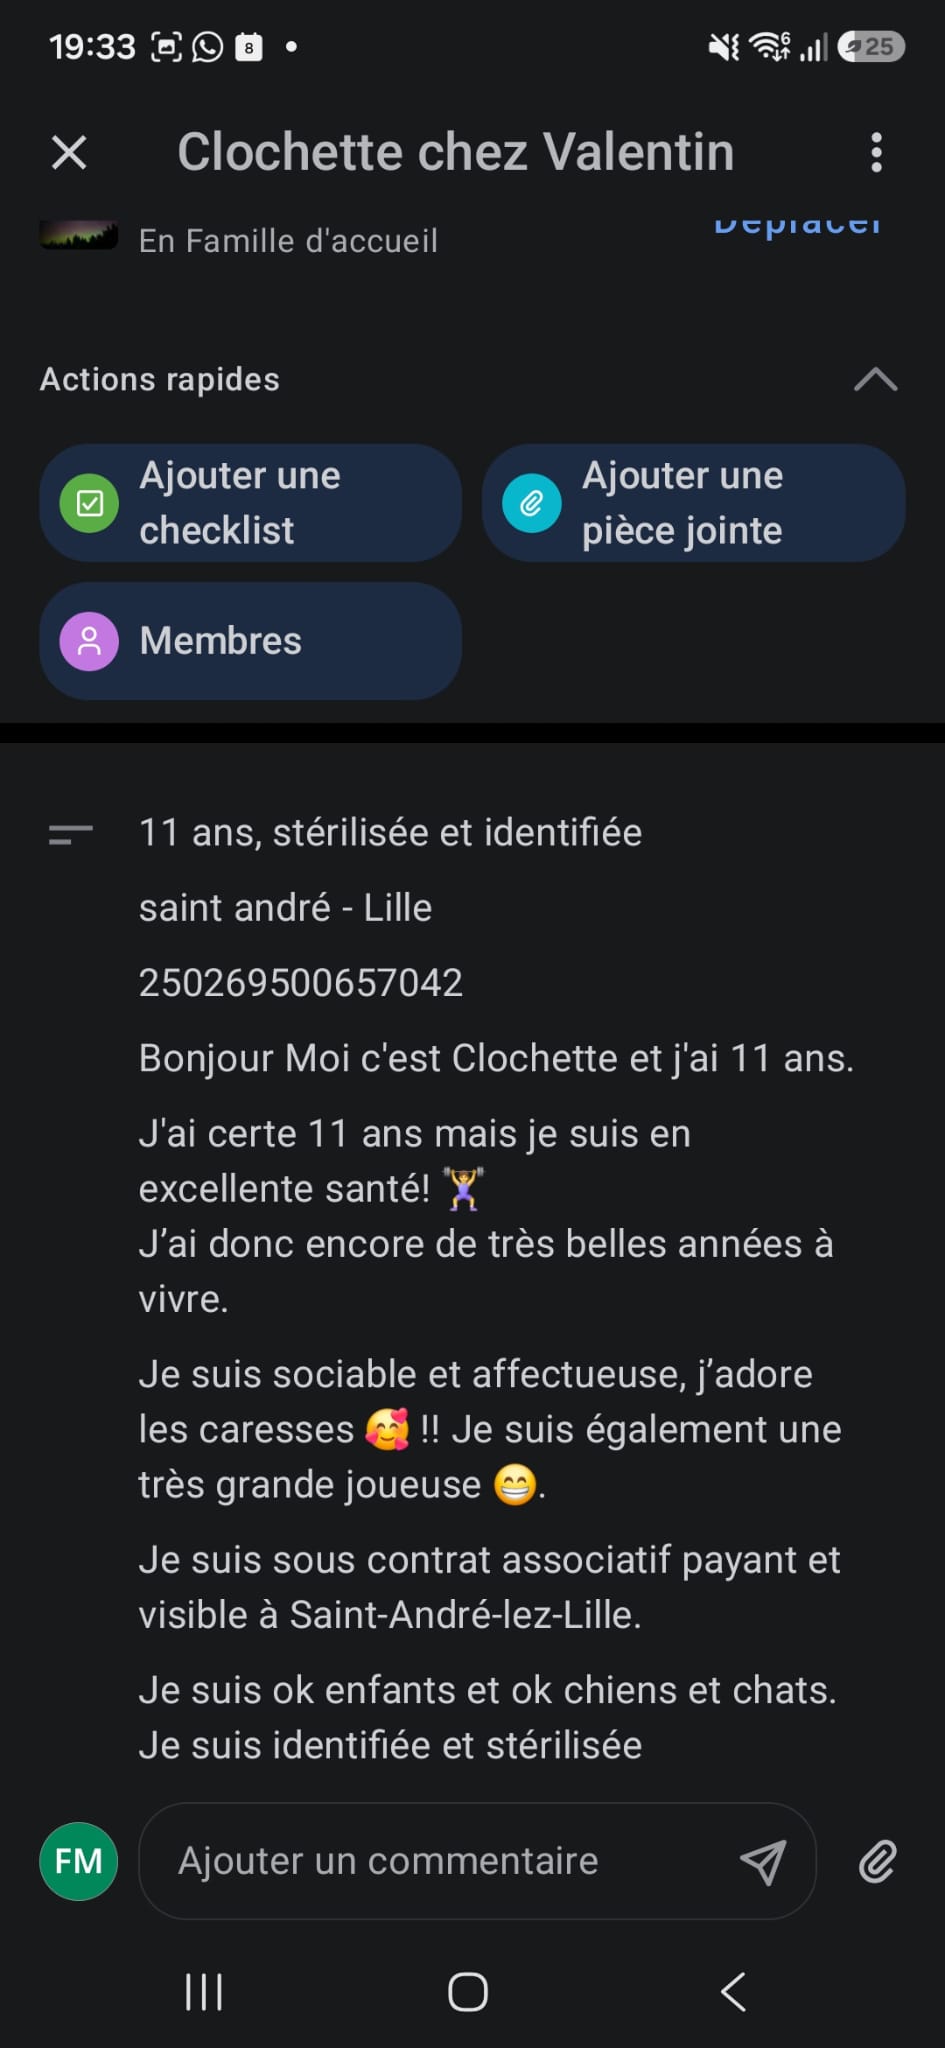 19:33
8
6
25
Clochette chez Valentin
En Famille d'accueil
Déplacer
Actions rapides
Ajouter une
checklist
Ajouter une
pièce jointe
Membres
11 ans, stérilisée et identifiée
saint andré - Lille
250269500657042
Bonjour Moi c'est Clochette et j'ai 11 ans.
J'ai certe 11 ans mais je suis en
excellente santé! 🏋️‍♀️
J’ai donc encore de très belles années à
vivre.
Je suis sociable et affectueuse, j’adore
les caresses 🥰 !! Je suis également une
très grande joueuse 😁.
Je suis sous contrat associatif payant et
visible à Saint-André-lez-Lille.
Je suis ok enfants et ok chiens et chats.
Je suis identifiée et stérilisée
FM
Ajouter un commentaire